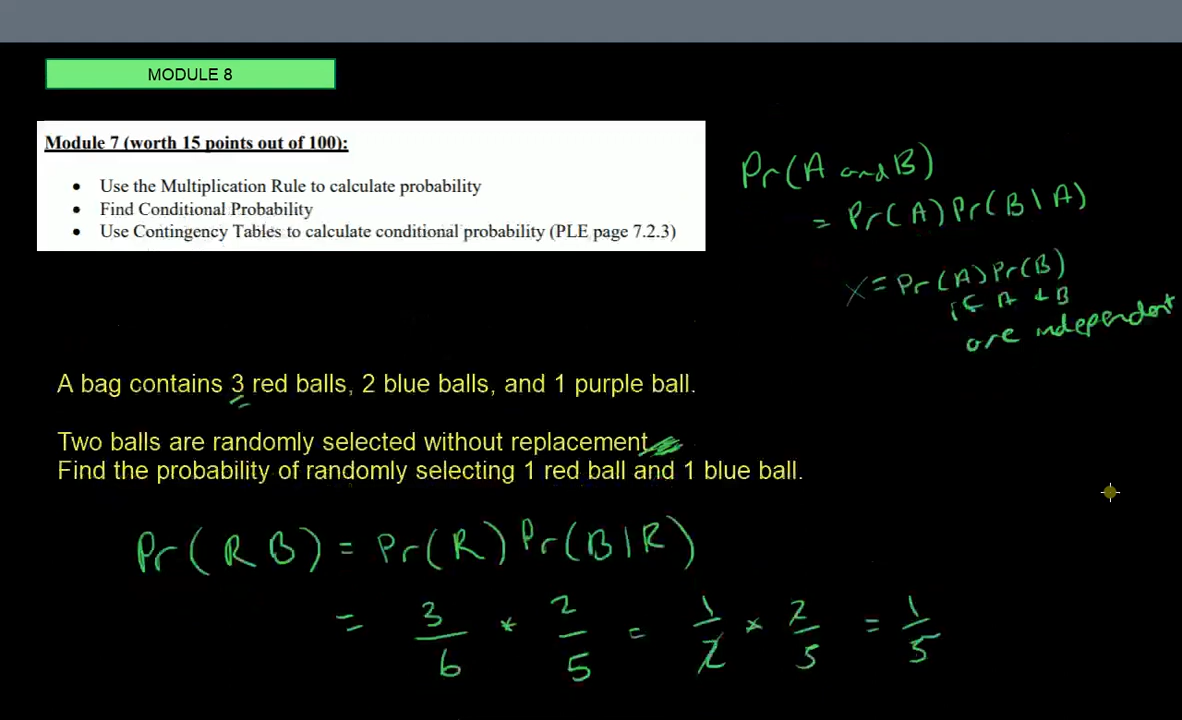 MODULE 8
Module 7 (worth 15 points out of 100):
• Use the Multiplication Rule to calculate probability
• Find Conditional Probability
• Use Contingency Tables to calculate conditional probability (PLE page 7.2.3)
Pr(A and B)
= Pr(A) Pr(B|A)
X = Pr(A) Pr(B)
if A + B
are independent
A bag contains 3 red balls, 2 blue balls, and 1 purple ball.
Two balls are randomly selected without replacement
Find the probability of randomly selecting 1 red ball and 1 blue ball.
Pr(R B) = Pr(R) Pr(B|R)
= 3/6 * 2/5 = 1/2 * 2/5 = 1/5